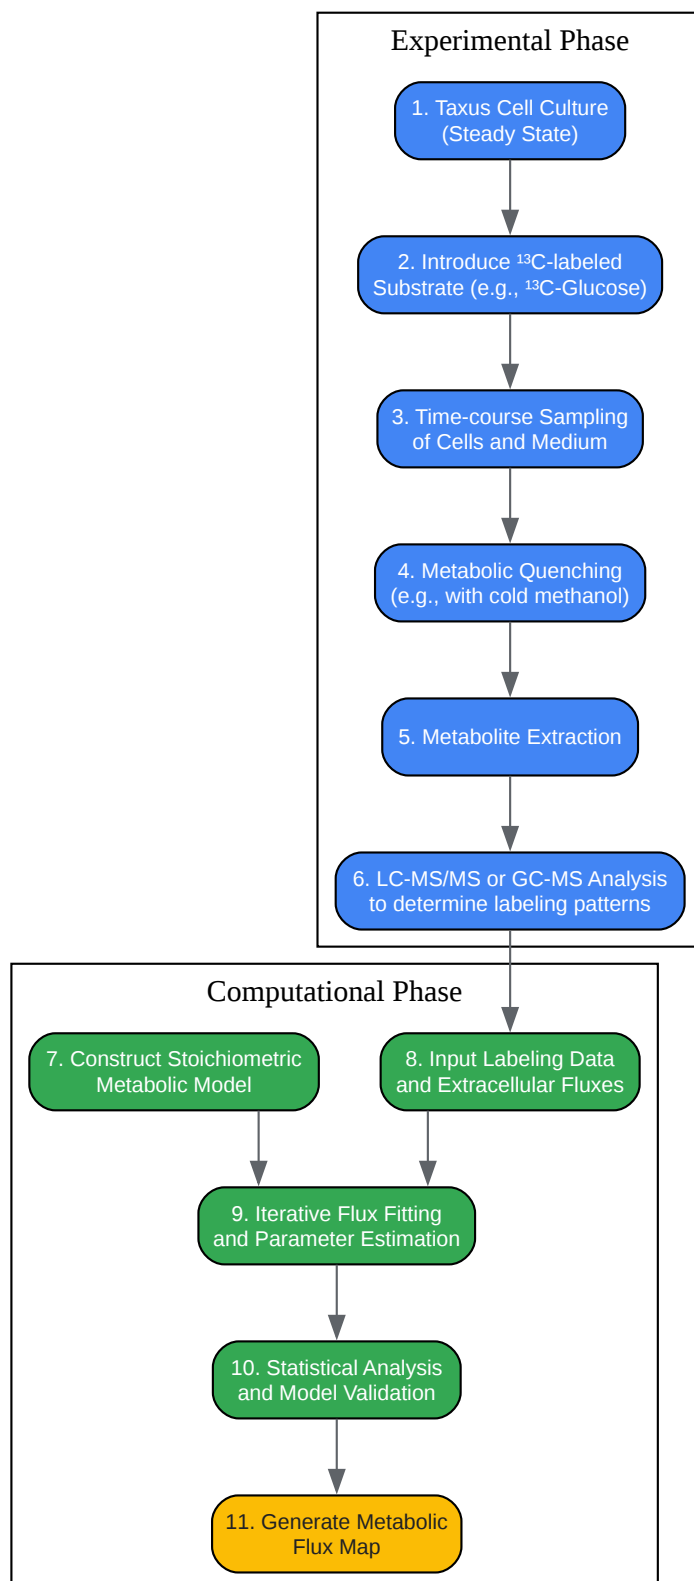 Experimental Phase
1. Taxus Cell Culture
(Steady State)
2. Introduce ¹³C-labeled
Substrate (e.g., ¹³C-Glucose)
3. Time-course Sampling
of Cells and Medium
4. Metabolic Quenching
(e.g., with cold methanol)
5. Metabolite Extraction
6. LC-MS/MS or GC-MS Analysis
to determine labeling patterns
Computational Phase
7. Construct Stoichiometric
Metabolic Model
8. Input Labeling Data
and Extracellular Fluxes
9. Iterative Flux Fitting
and Parameter Estimation
10. Statistical Analysis
and Model Validation
11. Generate Metabolic
Flux Map